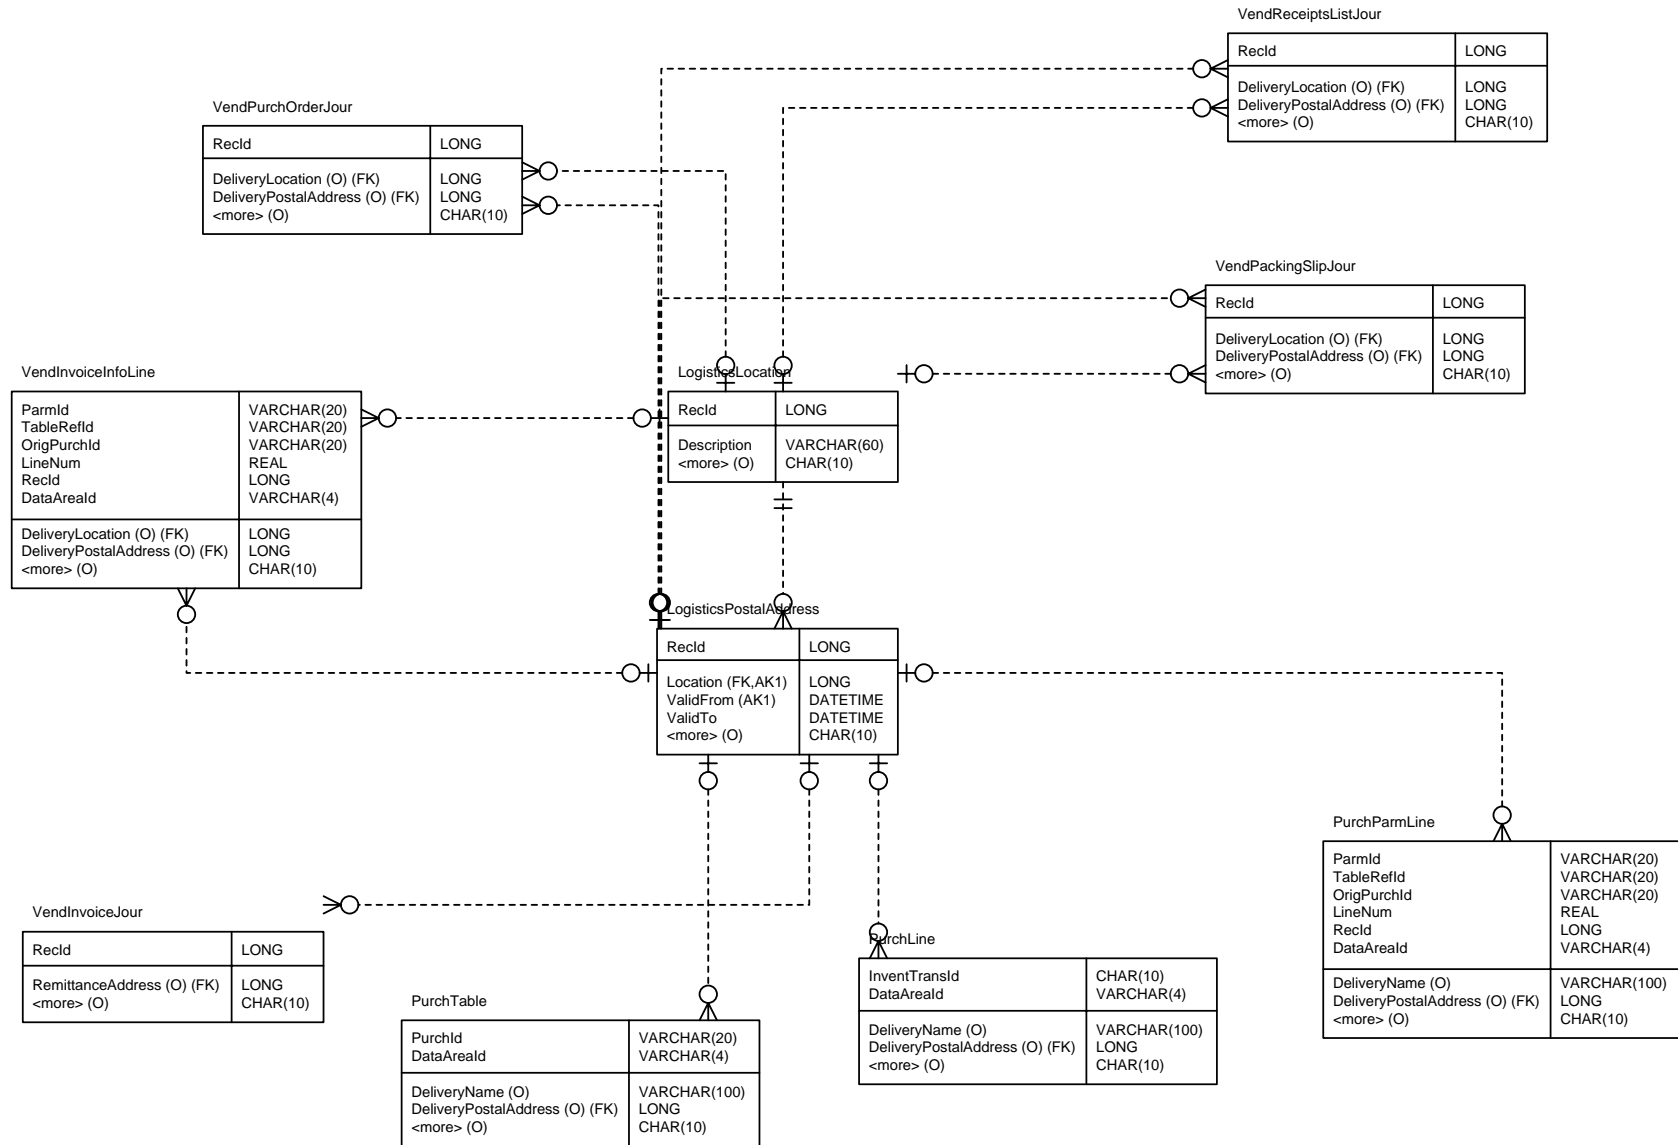 VendReceiptsListJour
RecId LONG
DeliveryLocation (O) (FK) LONG
DeliveryPostalAddress (O) (FK) LONG
<more> (O) CHAR(10)
VendPurchOrderJour
RecId LONG
DeliveryLocation (O) (FK) LONG
DeliveryPostalAddress (O) (FK) LONG
<more> (O) CHAR(10)
VendPackingSlipJour
RecId LONG
DeliveryLocation (O) (FK) LONG
DeliveryPostalAddress (O) (FK) LONG
<more> (O) CHAR(10)
VendInvoiceInfoLine
ParmId VARCHAR(20)
TableRefId VARCHAR(20)
OrigPurchId VARCHAR(20)
LineNum REAL
RecId LONG
DataAreaId VARCHAR(4)
DeliveryLocation (O) (FK) LONG
DeliveryPostalAddress (O) (FK) LONG
<more> (O) CHAR(10)
LogisticsLocation
RecId LONG
Description VARCHAR(60)
<more> (O) CHAR(10)
LogisticsPostalAddress
RecId LONG
Location (FK,AK1) LONG
ValidFrom (AK1) DATETIME
ValidTo DATETIME
<more> (O) CHAR(10)
PurchParmLine
ParmId VARCHAR(20)
TableRefId VARCHAR(20)
OrigPurchId VARCHAR(20)
LineNum REAL
RecId LONG
DataAreaId VARCHAR(4)
DeliveryName (O) VARCHAR(100)
DeliveryPostalAddress (O) (FK) LONG
<more> (O) CHAR(10)
VendInvoiceJour
RecId LONG
RemittanceAddress (O) (FK) LONG
<more> (O) CHAR(10)
PurchLine
InventTransId CHAR(10)
DataAreaId VARCHAR(4)
DeliveryName (O) VARCHAR(100)
DeliveryPostalAddress (O) (FK) LONG
<more> (O) CHAR(10)
PurchTable
PurchId VARCHAR(20)
DataAreaId VARCHAR(4)
DeliveryName (O) VARCHAR(100)
DeliveryPostalAddress (O) (FK) LONG
<more> (O) CHAR(10)